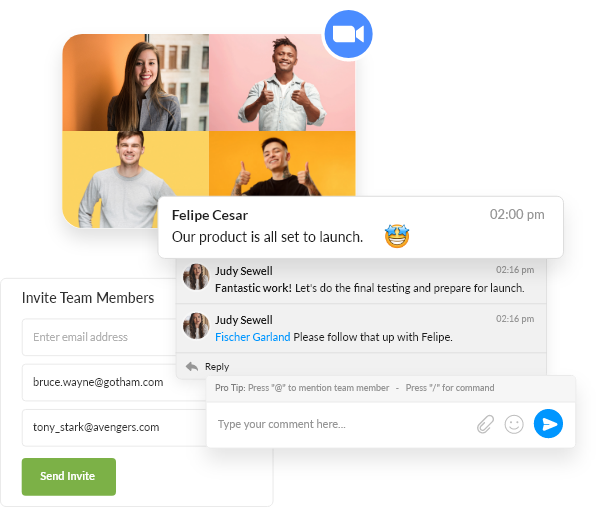 Felipe Cesar 02:00 pm
Our product is all set to launch.
Judy Sewell 02:16 pm
Fantastic work! Let's do the final testing and prepare for launch.
Judy Sewell 02:16 pm
Fischer Garland Please follow that up with Felipe.
Reply
Pro Tip: Press "@" to mention team member - Press "/" for command
Type your comment here...
Invite Team Members
Enter email address
bruce.wayne@gotham.com
tony_stark@avengers.com
Send Invite